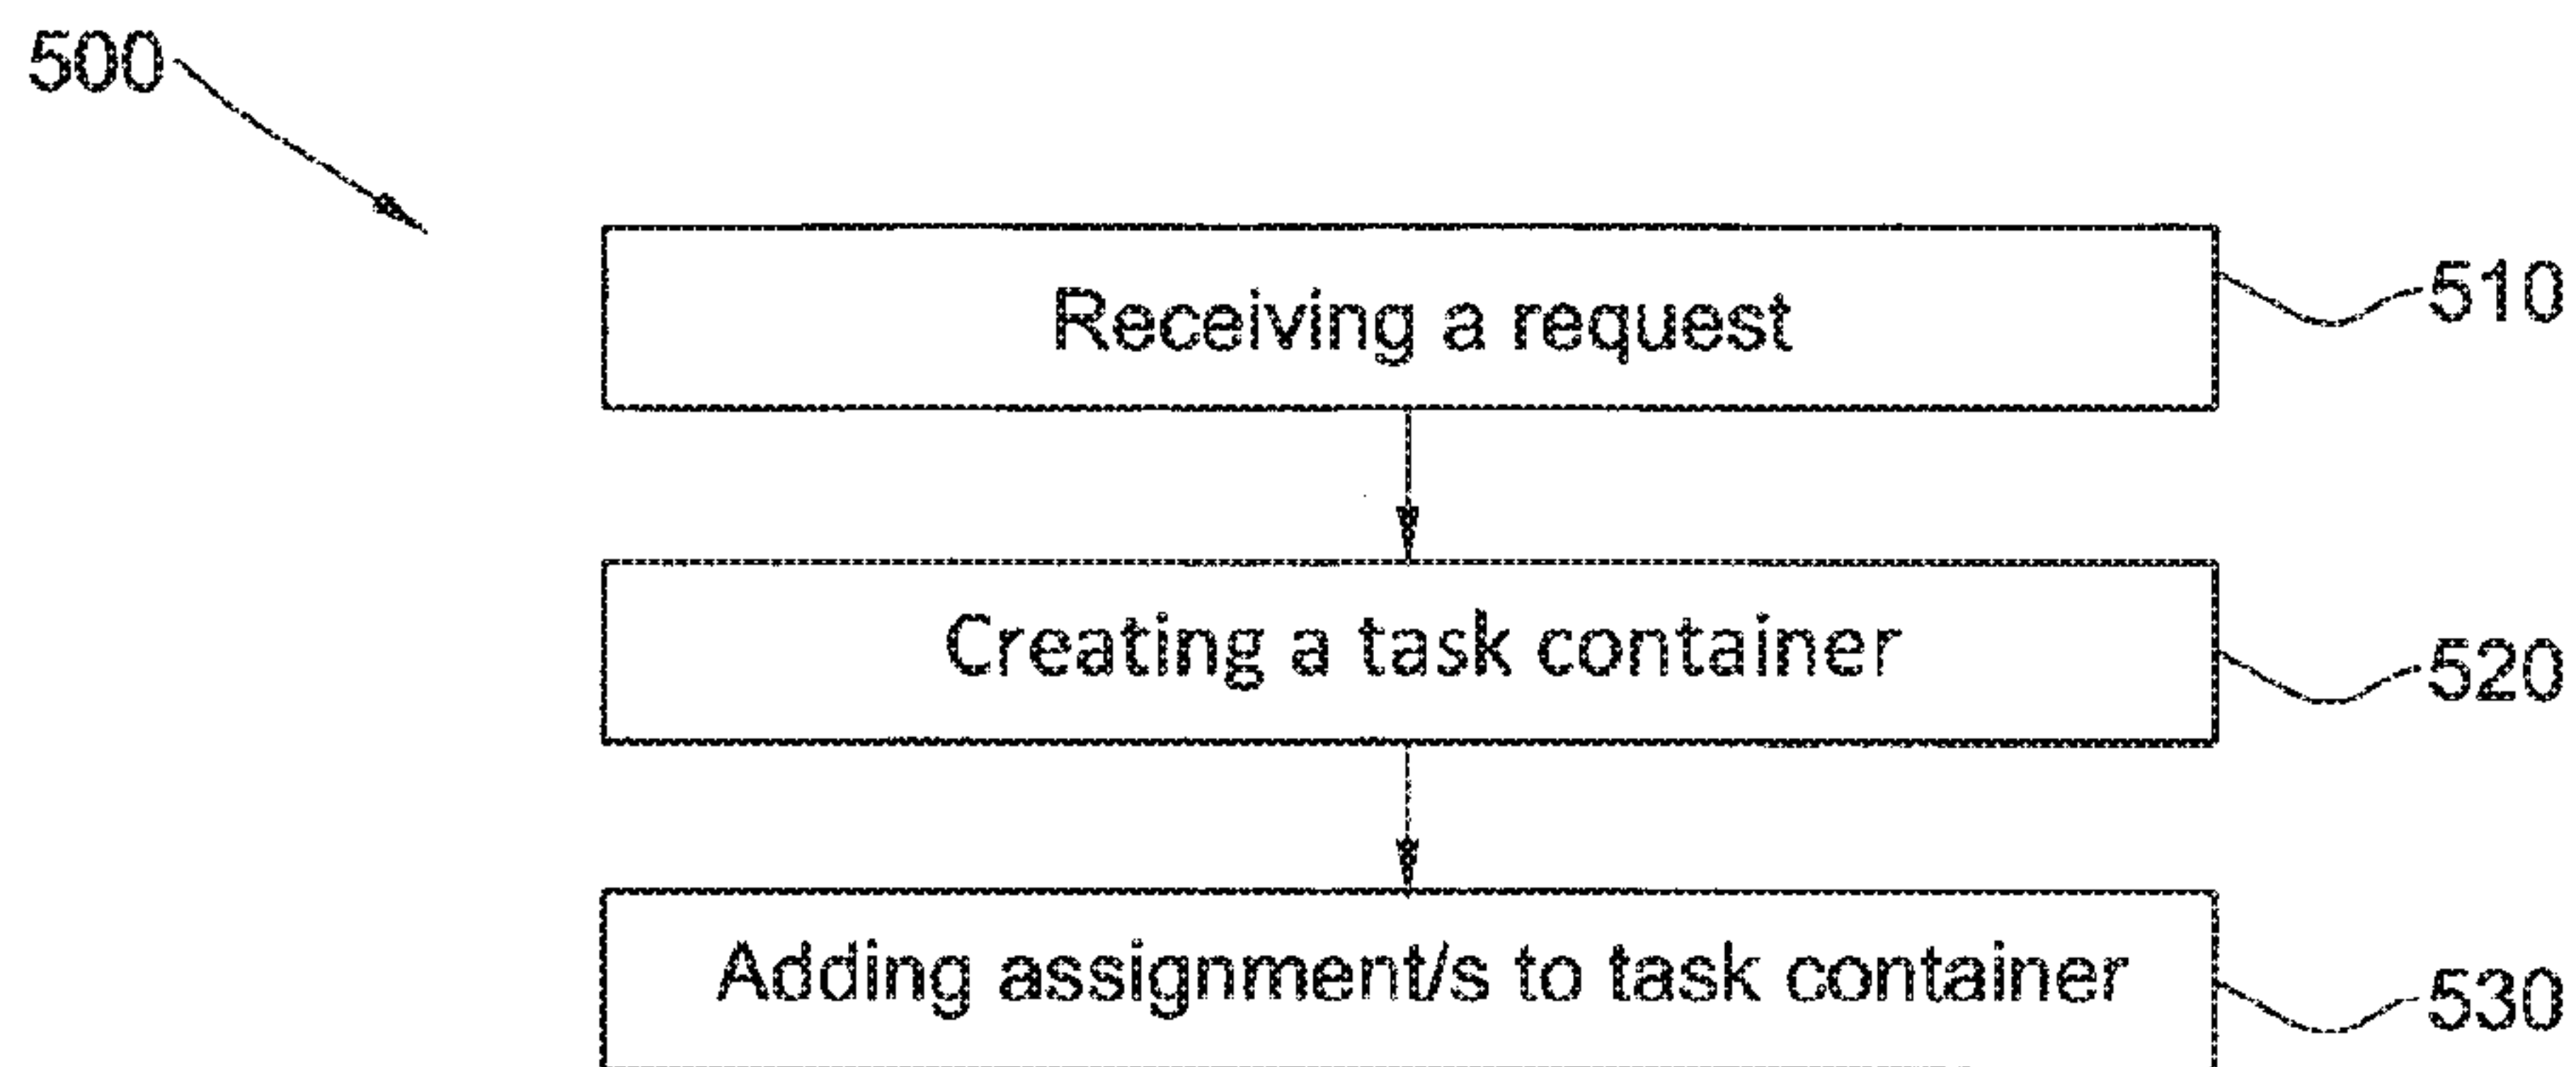 500
Receiving a request
510
Creating a task container
520
Adding assignment/s to task container
530